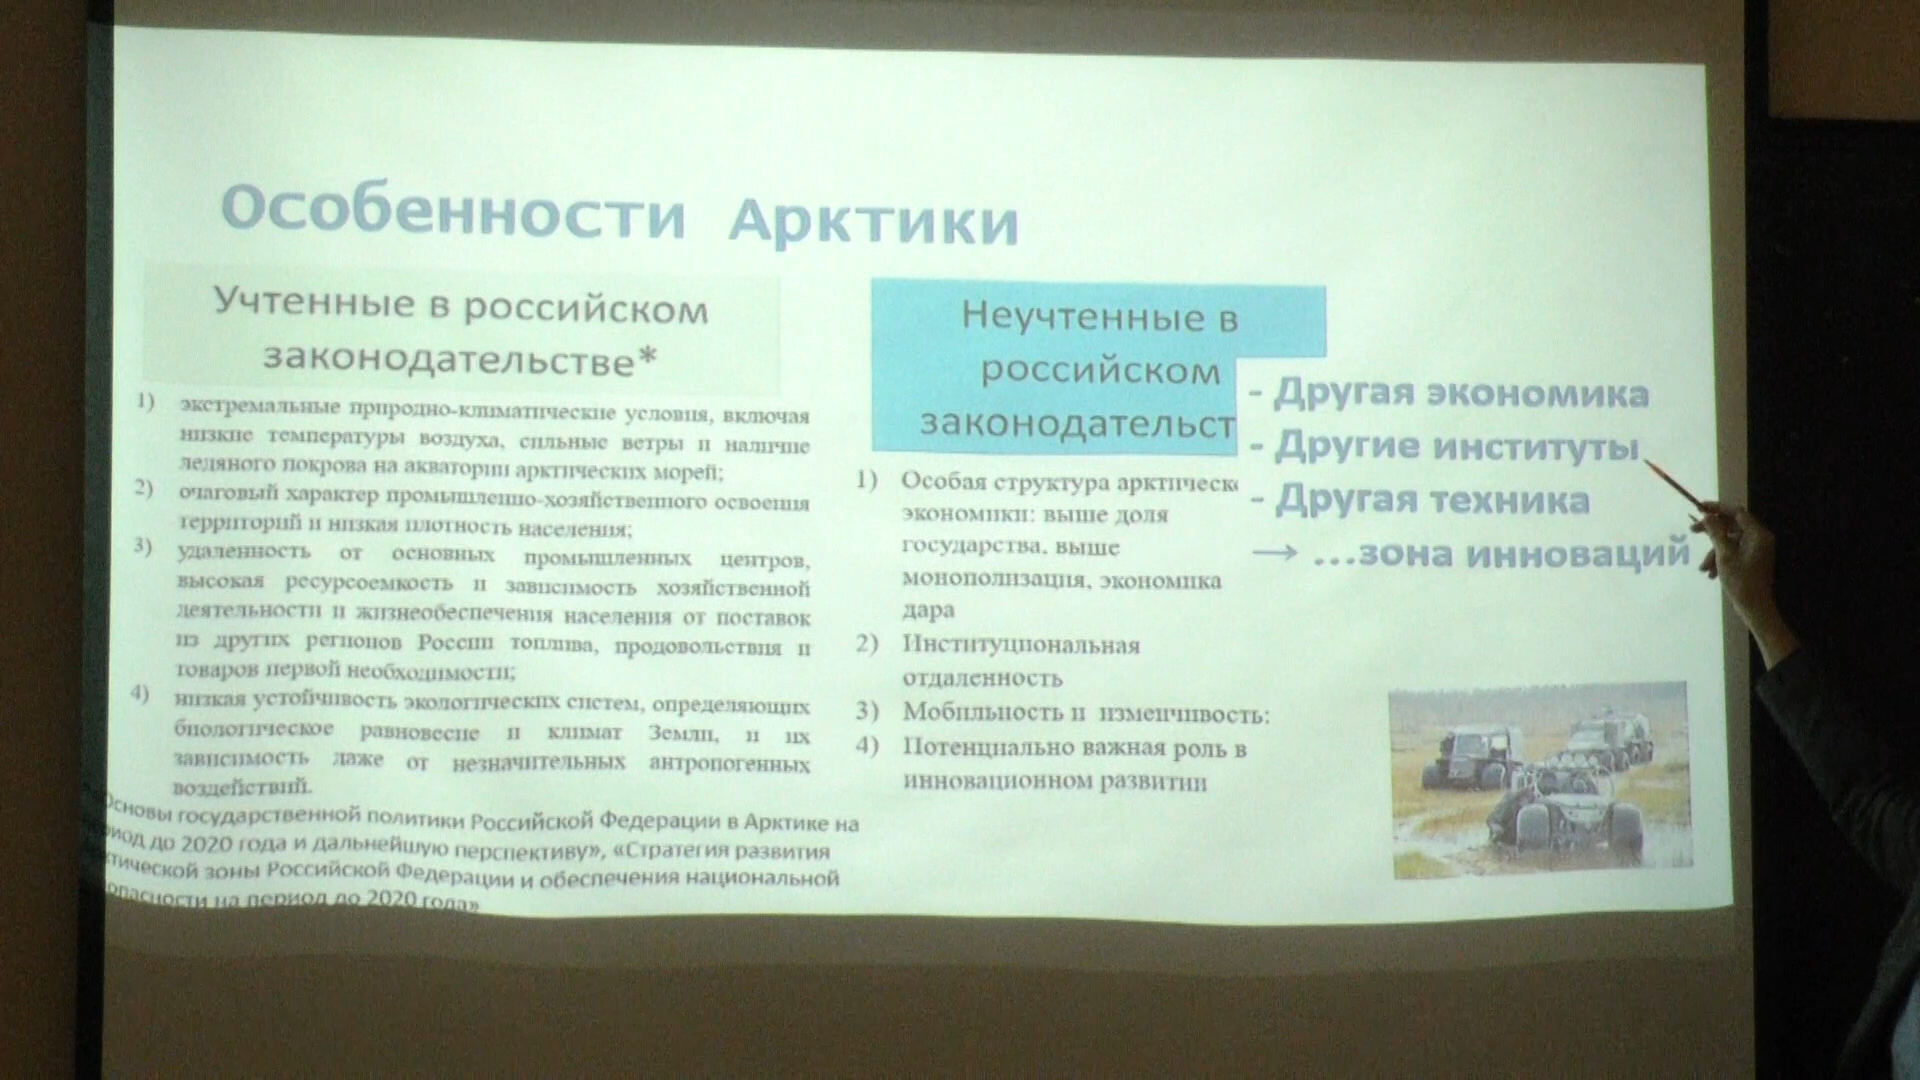 Особенности Арктики
Учтенные в российском
законодательстве*
1) экстремальные природно-климатические условия, включая
низкие температуры воздуха, сильные ветры и наличие
ледяного покрова на акватории арктических морей;
2) очаговый характер промышленно-хозяйственного освоения
территорий и низкая плотность населения;
3) удаленность от основных промышленных центров,
высокая ресурсоемкость и зависимость хозяйственной
деятельности и жизнеобеспечения населения от поставок
из других регионов России топлива, продовольствия и
товаров первой необходимости;
4) низкая устойчивость экологических систем, определяющих
биологическое равновесие и климат Земли, и их
зависимость даже от незначительных антропогенных
воздействий.
Основы государственной политики Российской Федерации в Арктике на
риод до 2020 года и дальнейшую перспективу», «Стратегия развития
ктической зоны Российской Федерации и обеспечения национальной
опасности на период до 2020 года»
Неучтенные в
российском
законодательст
1) Особая структура арктическ
экономики: выше доля
государства, выше
монополизация, экономика
дара
2) Институциональная
отдаленность
3) Мобильность и изменчивость:
4) Потенциально важная роль в
инновационном развитии
- Другая экономика
- Другие институты
- Другая техника
→ ...зона инноваций